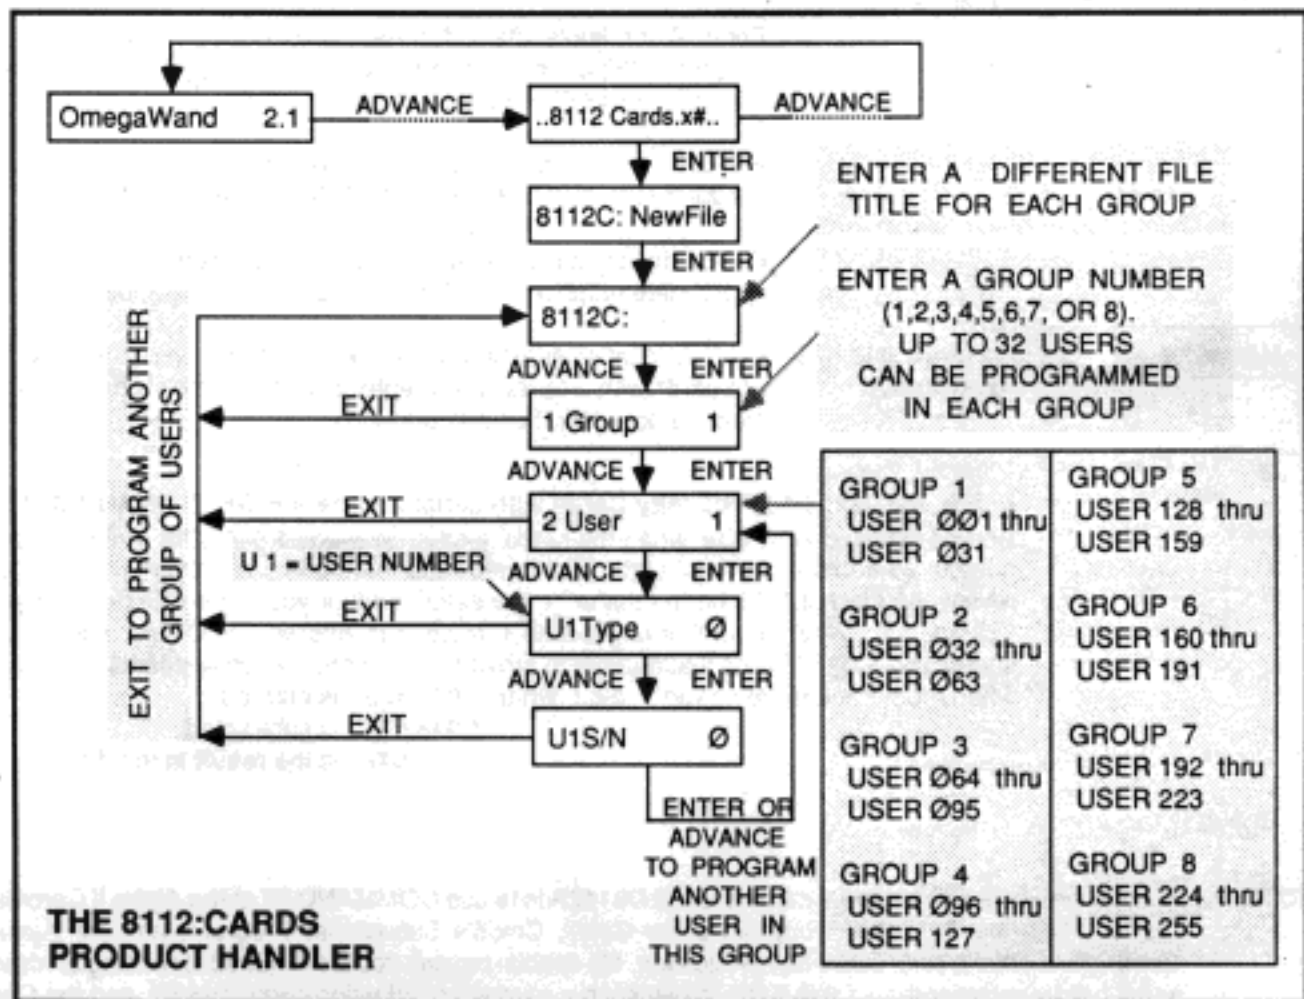 OmegaWand 2.1
ADVANCE
..8112 Cards.x#..
ADVANCE
ENTER
8112C: NewFile
ENTER
8112C:
ENTER A DIFFERENT FILE
TITLE FOR EACH GROUP
ENTER A GROUP NUMBER
(1,2,3,4,5,6,7, OR 8).
UP TO 32 USERS
CAN BE PROGRAMMED
IN EACH GROUP
ADVANCE ENTER
1 Group 1
EXIT
ADVANCE ENTER
2 User 1
EXIT
U 1 = USER NUMBER
ADVANCE ENTER
U1Type Ø
EXIT
ADVANCE ENTER
U1S/N Ø
EXIT
EXIT TO PROGRAM ANOTHER
GROUP OF USERS
ENTER OR
ADVANCE
TO PROGRAM
ANOTHER
USER IN
THIS GROUP
GROUP 1
USER ØØ1 thru
USER Ø31
GROUP 2
USER Ø32 thru
USER Ø63
GROUP 3
USER Ø64 thru
USER Ø95
GROUP 4
USER Ø96 thru
USER 127
GROUP 5
USER 128 thru
USER 159
GROUP 6
USER 160 thru
USER 191
GROUP 7
USER 192 thru
USER 223
GROUP 8
USER 224 thru
USER 255
THE 8112:CARDS
PRODUCT HANDLER